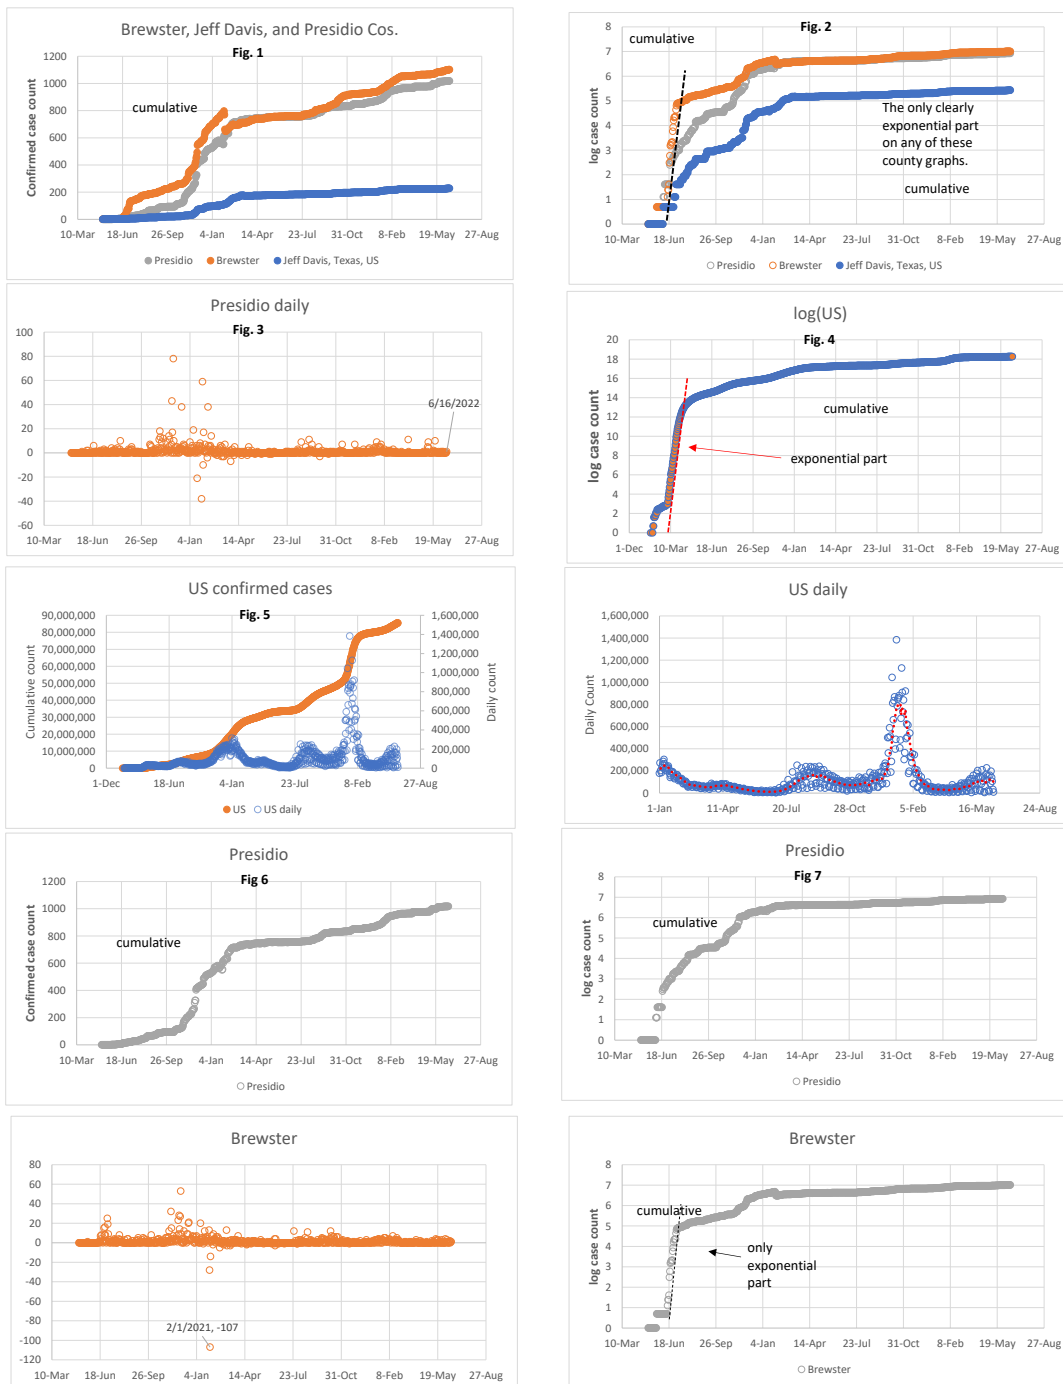 Brewster, Jeff Davis, and Presidio Cos.
Fig. 1
cumulative
Confirmed case count
1200
1000
800
600
400
200
0
10-Mar 18-Jun 26-Sep 4-Jan 14-Apr 23-Jul 31-Oct 8-Feb 19-May 27-Aug
Presidio Brewster Jeff Davis, Texas, US
Fig. 2
cumulative
log case count
8
7
6
5
4
3
2
1
0
The only clearly
exponential part
on any of these
county graphs.
cumulative
10-Mar 18-Jun 26-Sep 4-Jan 14-Apr 23-Jul 31-Oct 8-Feb 19-May 27-Aug
Presidio Brewster Jeff Davis, Texas, US
Presidio daily
Fig. 3
100
80
60
40
20
0
-20
-40
-60
6/16/2022
10-Mar 18-Jun 26-Sep 4-Jan 14-Apr 23-Jul 31-Oct 8-Feb 19-May 27-Aug
log(US)
Fig. 4
log case count
20
18
16
14
12
10
8
6
4
2
0
cumulative
exponential part
1-Dec 10-Mar 18-Jun 26-Sep 4-Jan 14-Apr 23-Jul 31-Oct 8-Feb 19-May 27-Aug
US confirmed cases
Fig. 5
Cumulative count
90,000,000
80,000,000
70,000,000
60,000,000
50,000,000
40,000,000
30,000,000
20,000,000
10,000,000
0
1,600,000
1,400,000
1,200,000
1,000,000
800,000
600,000
400,000
200,000
0
Daily count
1-Dec 18-Jun 4-Jan 23-Jul 8-Feb 27-Aug
US US daily
US daily
Daily Count
1,600,000
1,400,000
1,200,000
1,000,000
800,000
600,000
400,000
200,000
0
1-Jan 11-Apr 20-Jul 28-Oct 5-Feb 16-May 24-Aug
Presidio
Fig 6
cumulative
Confirmed case count
1200
1000
800
600
400
200
0
10-Mar 18-Jun 26-Sep 4-Jan 14-Apr 23-Jul 31-Oct 8-Feb 19-May 27-Aug
Presidio
Presidio
Fig 7
cumulative
log case count
8
7
6
5
4
3
2
1
0
10-Mar 18-Jun 26-Sep 4-Jan 14-Apr 23-Jul 31-Oct 8-Feb 19-May 27-Aug
Presidio
Brewster
80
60
40
20
0
-20
-40
-60
-80
-100
-120
2/1/2021, -107
10-Mar 18-Jun 26-Sep 4-Jan 14-Apr 23-Jul 31-Oct 8-Feb 19-May 27-Aug
Brewster
cumulative
log case count
8
7
6
5
4
3
2
1
0
only
exponential
part
10-Mar 18-Jun 26-Sep 4-Jan 14-Apr 23-Jul 31-Oct 8-Feb 19-May 27-Aug
Brewster